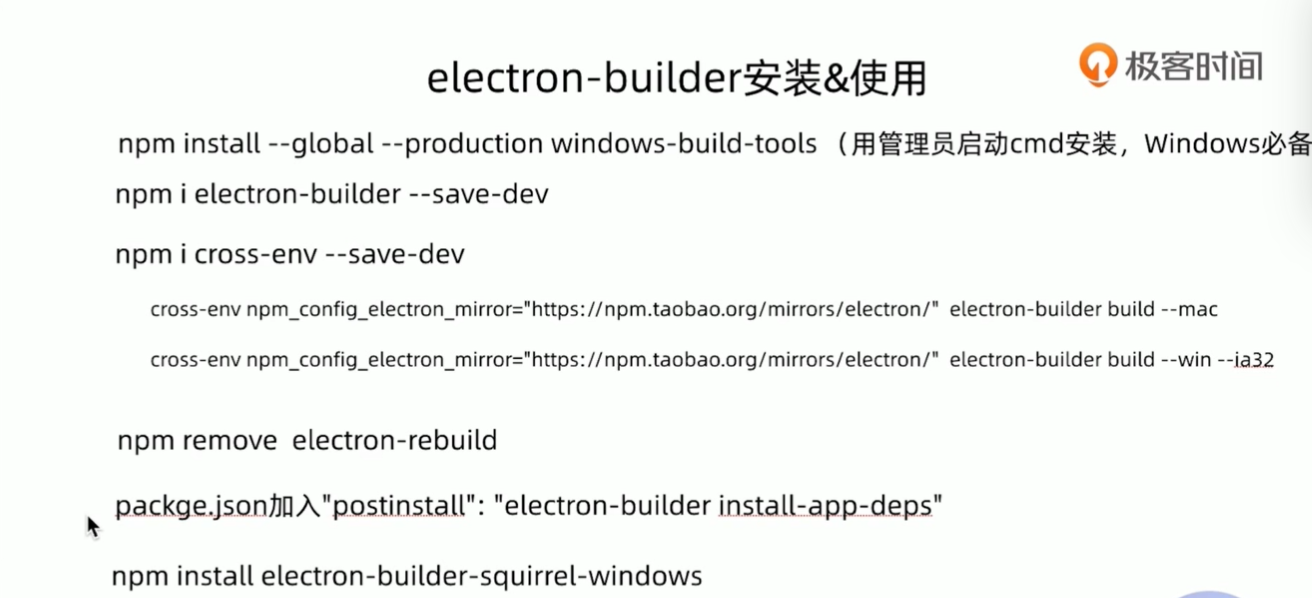 electron-builder安装&使用
极客时间
npm install --global --production windows-build-tools （用管理员启动cmd安装，Windows必备
npm i electron-builder --save-dev
npm i cross-env --save-dev
cross-env npm_config_electron_mirror="https://npm.taobao.org/mirrors/electron/" electron-builder build --mac
cross-env npm_config_electron_mirror="https://npm.taobao.org/mirrors/electron/" electron-builder build --win --ia32
npm remove electron-rebuild
packge.json加入"postinstall": "electron-builder install-app-deps"
npm install electron-builder-squirrel-windows